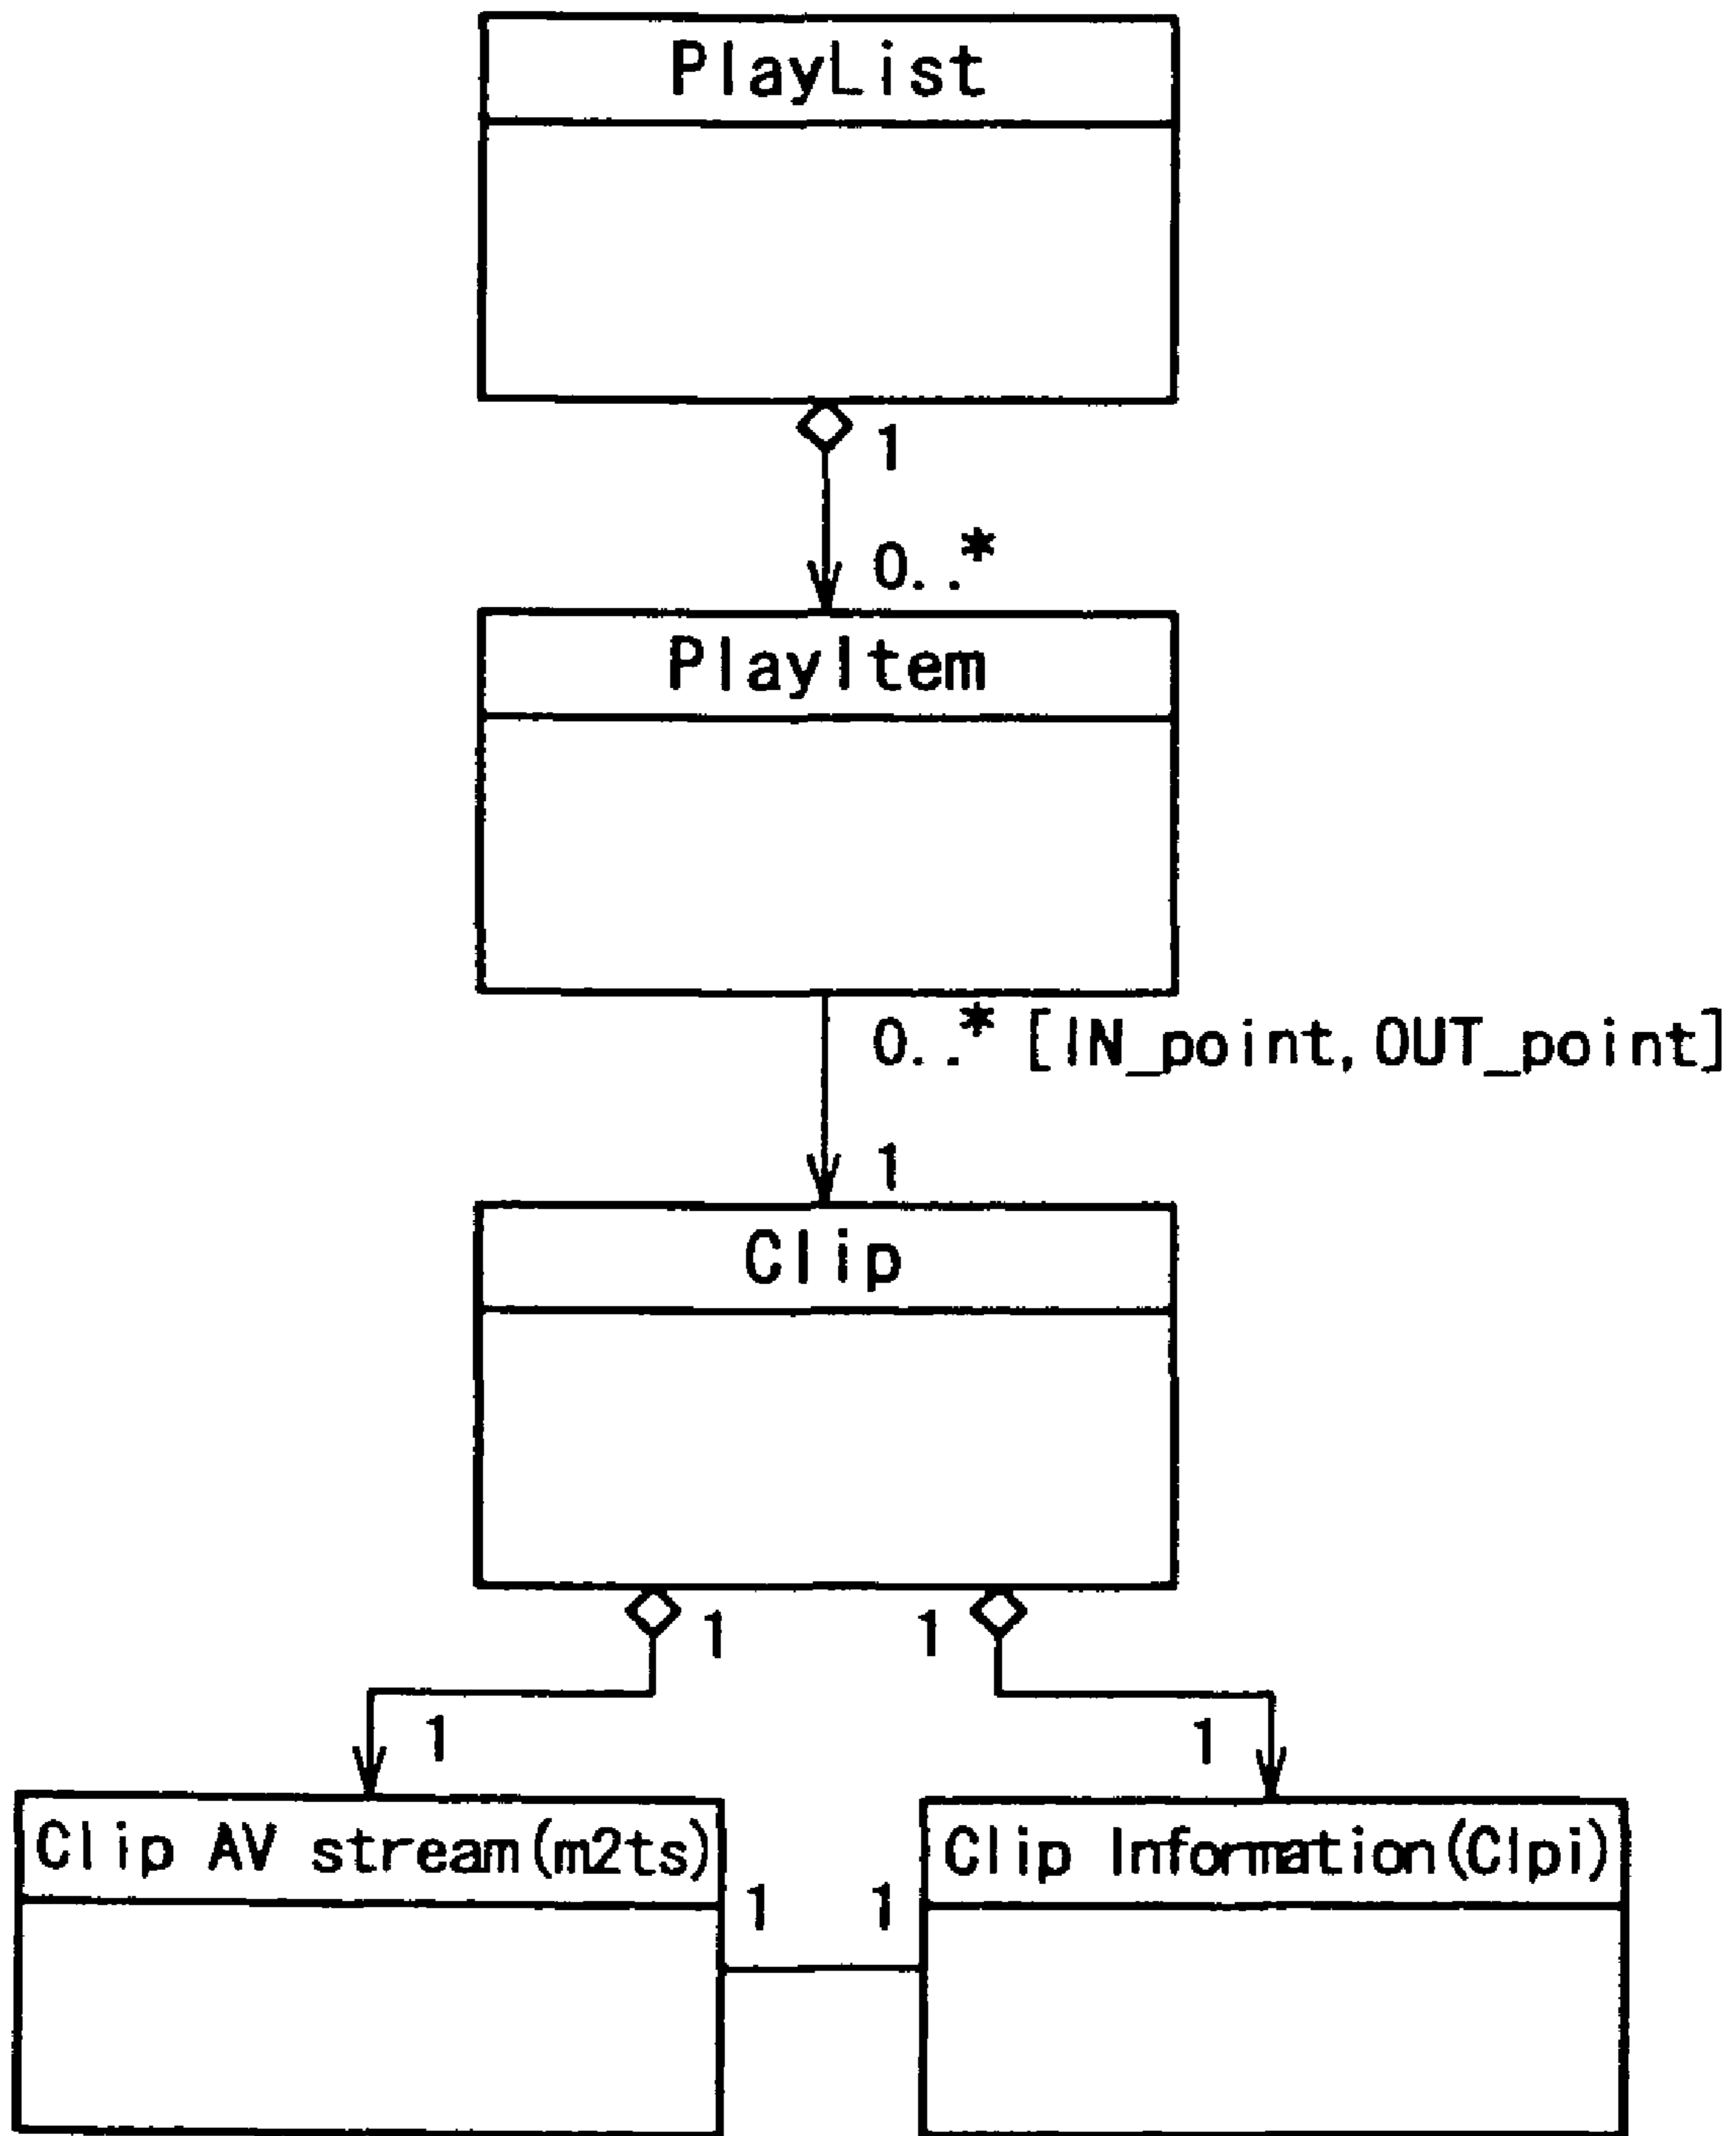 PlayList
1
0..*
PlayItem
0..* [IN_point, OUT_point]
1
Clip
1 1
1 1
Clip AV stream(m2ts) Clip Information(Clpi)
1 1